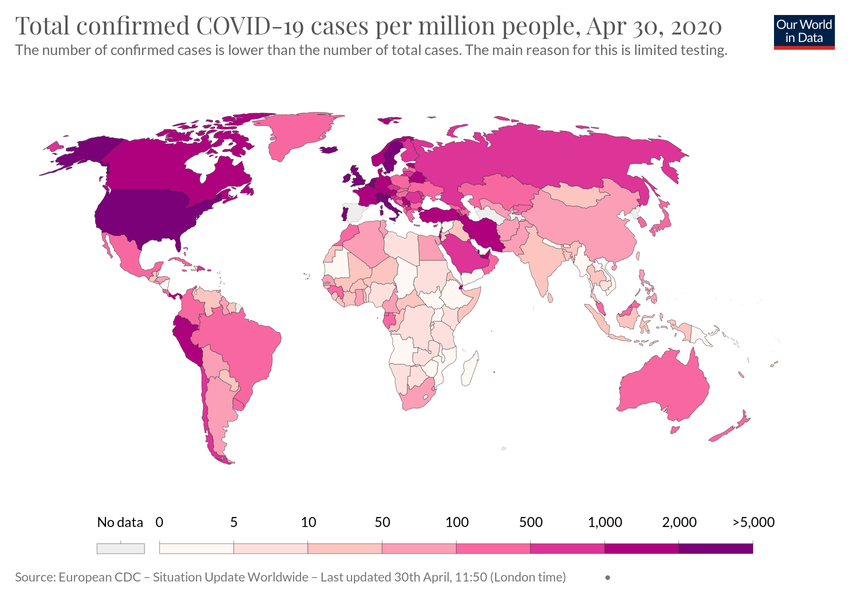 Total confirmed COVID-19 cases per million people, Apr 30, 2020
Our World
in Data
The number of confirmed cases is lower than the number of total cases. The main reason for this is limited testing.
No data 0 5 10 50 100 500 1,000 2,000 >5,000
Source: European CDC – Situation Update Worldwide – Last updated 30th April, 11:50 (London time) •